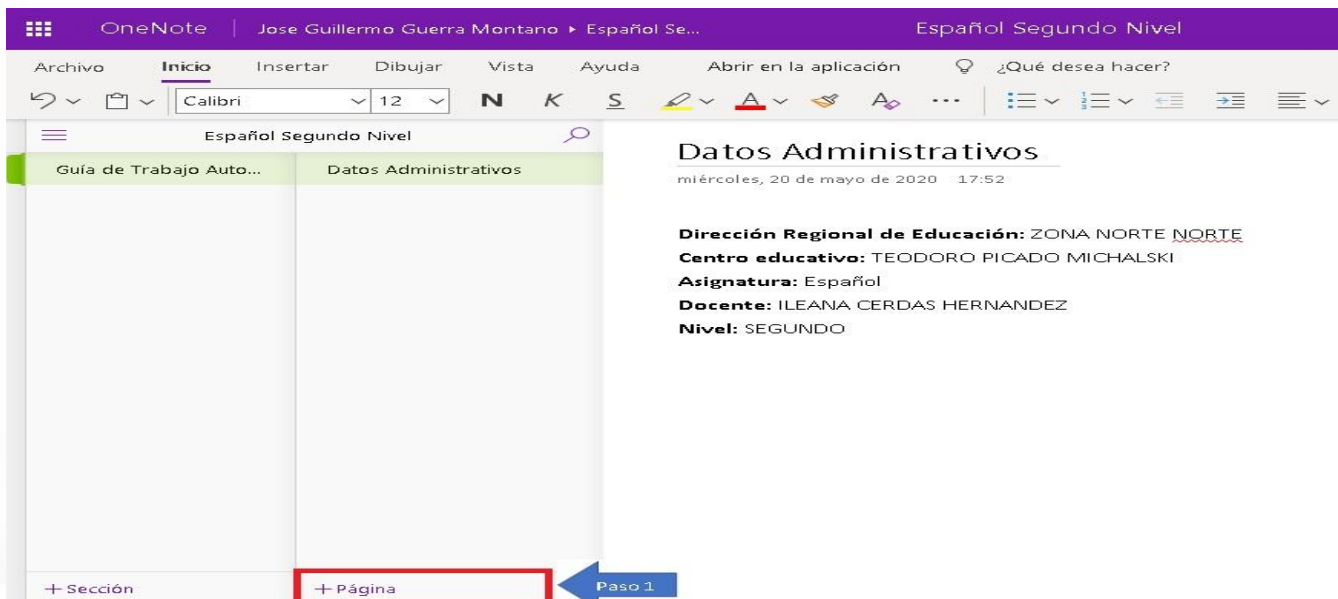 OneNote Jose Guillermo Guerra Montano ▸ Español Se... Español Segundo Nivel
Archivo Inicio Insertar Dibujar Vista Ayuda Abrir en la aplicación ¿Qué desea hacer?
Calibri 12 N K S A A ...
Español Segundo Nivel
Guía de Trabajo Auto... Datos Administrativos
Datos Administrativos
miércoles, 20 de mayo de 2020 17:52
Dirección Regional de Educación: ZONA NORTE NORTE
Centro educativo: TEODORO PICADO MICHALSKI
Asignatura: Español
Docente: ILEANA CERDAS HERNANDEZ
Nivel: SEGUNDO
+ Sección + Página Paso 1